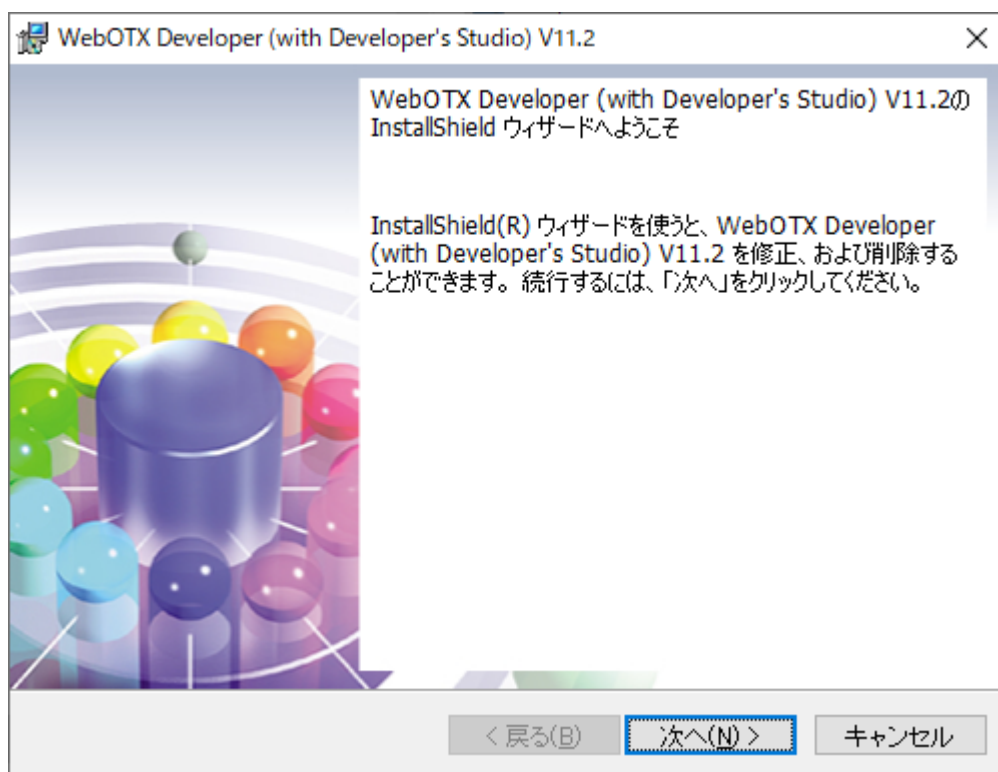 WebOTX Developer (with Developer's Studio) V11.2
WebOTX Developer (with Developer's Studio) V11.2の
InstallShield ウィザードへようこそ
InstallShield(R) ウィザードを使うと、WebOTX Developer
(with Developer's Studio) V11.2 を修正、および削除する
ことができます。続行するには、「次へ」をクリックしてください。
< 戻る(B)
次へ(N) >
キャンセル